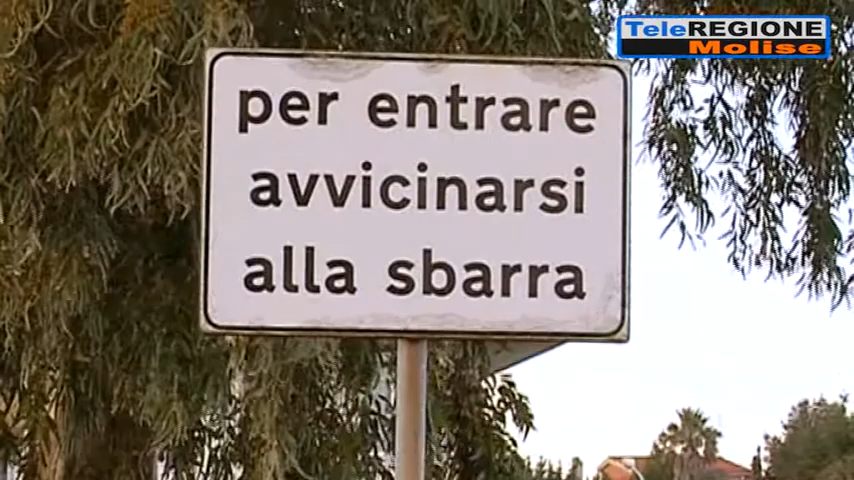 TeleREGIONE
Molise
per entrare
avvicinarsi
alla sbarra